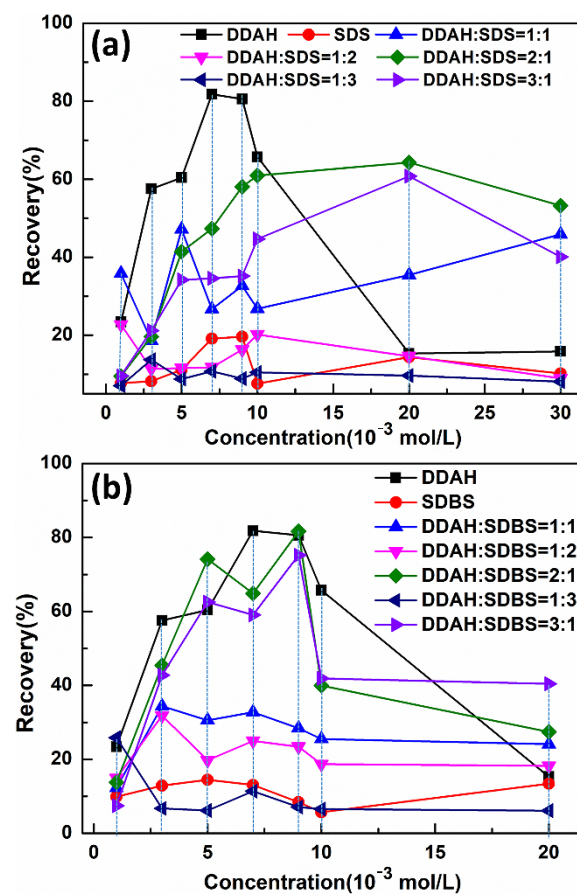 (a)
DDAH SDS DDAH:SDS=1:1
DDAH:SDS=1:2 DDAH:SDS=2:1
DDAH:SDS=1:3 DDAH:SDS=3:1
100
80
60
40
20
Recovery(%)
0 5 10 15 20 25 30
Concentration(10⁻³ mol/L)
(b)
DDAH
SDBS
DDAH:SDBS=1:1
DDAH:SDBS=1:2
DDAH:SDBS=2:1
DDAH:SDBS=1:3
DDAH:SDBS=3:1
100
80
60
40
20
0
Recovery(%)
0 5 10 15 20
Concentration(10⁻³ mol/L)